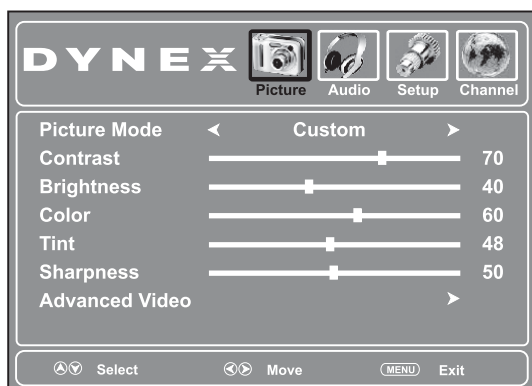 DYNEX
Picture Audio Setup Channel
Picture Mode Custom
Contrast 70
Brightness 40
Color 60
Tint 48
Sharpness 50
Advanced Video
Select Move MENU Exit